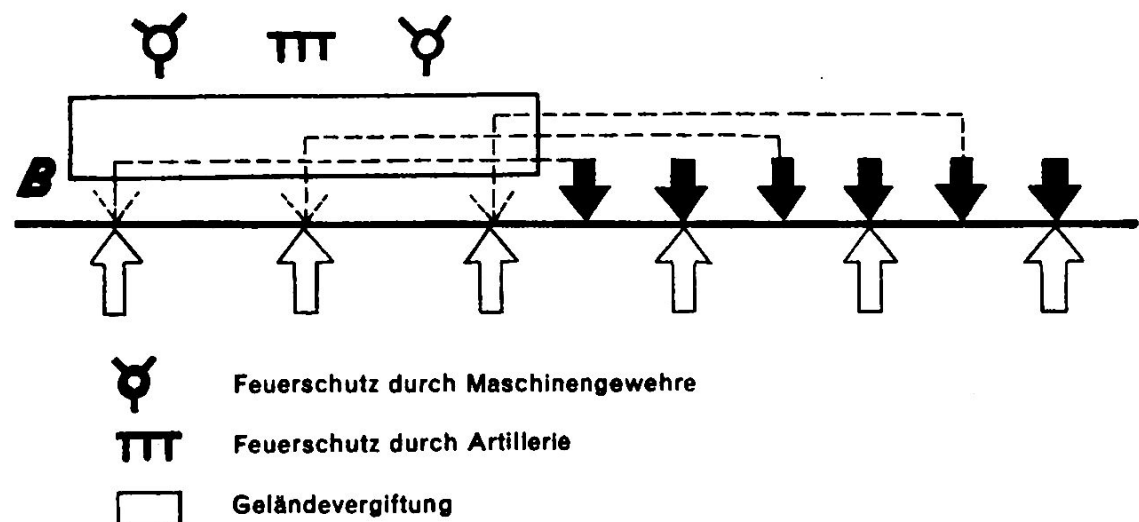 B
Feuerschutz durch Maschinengewehre
Feuerschutz durch Artillerie
Geländevergiftung